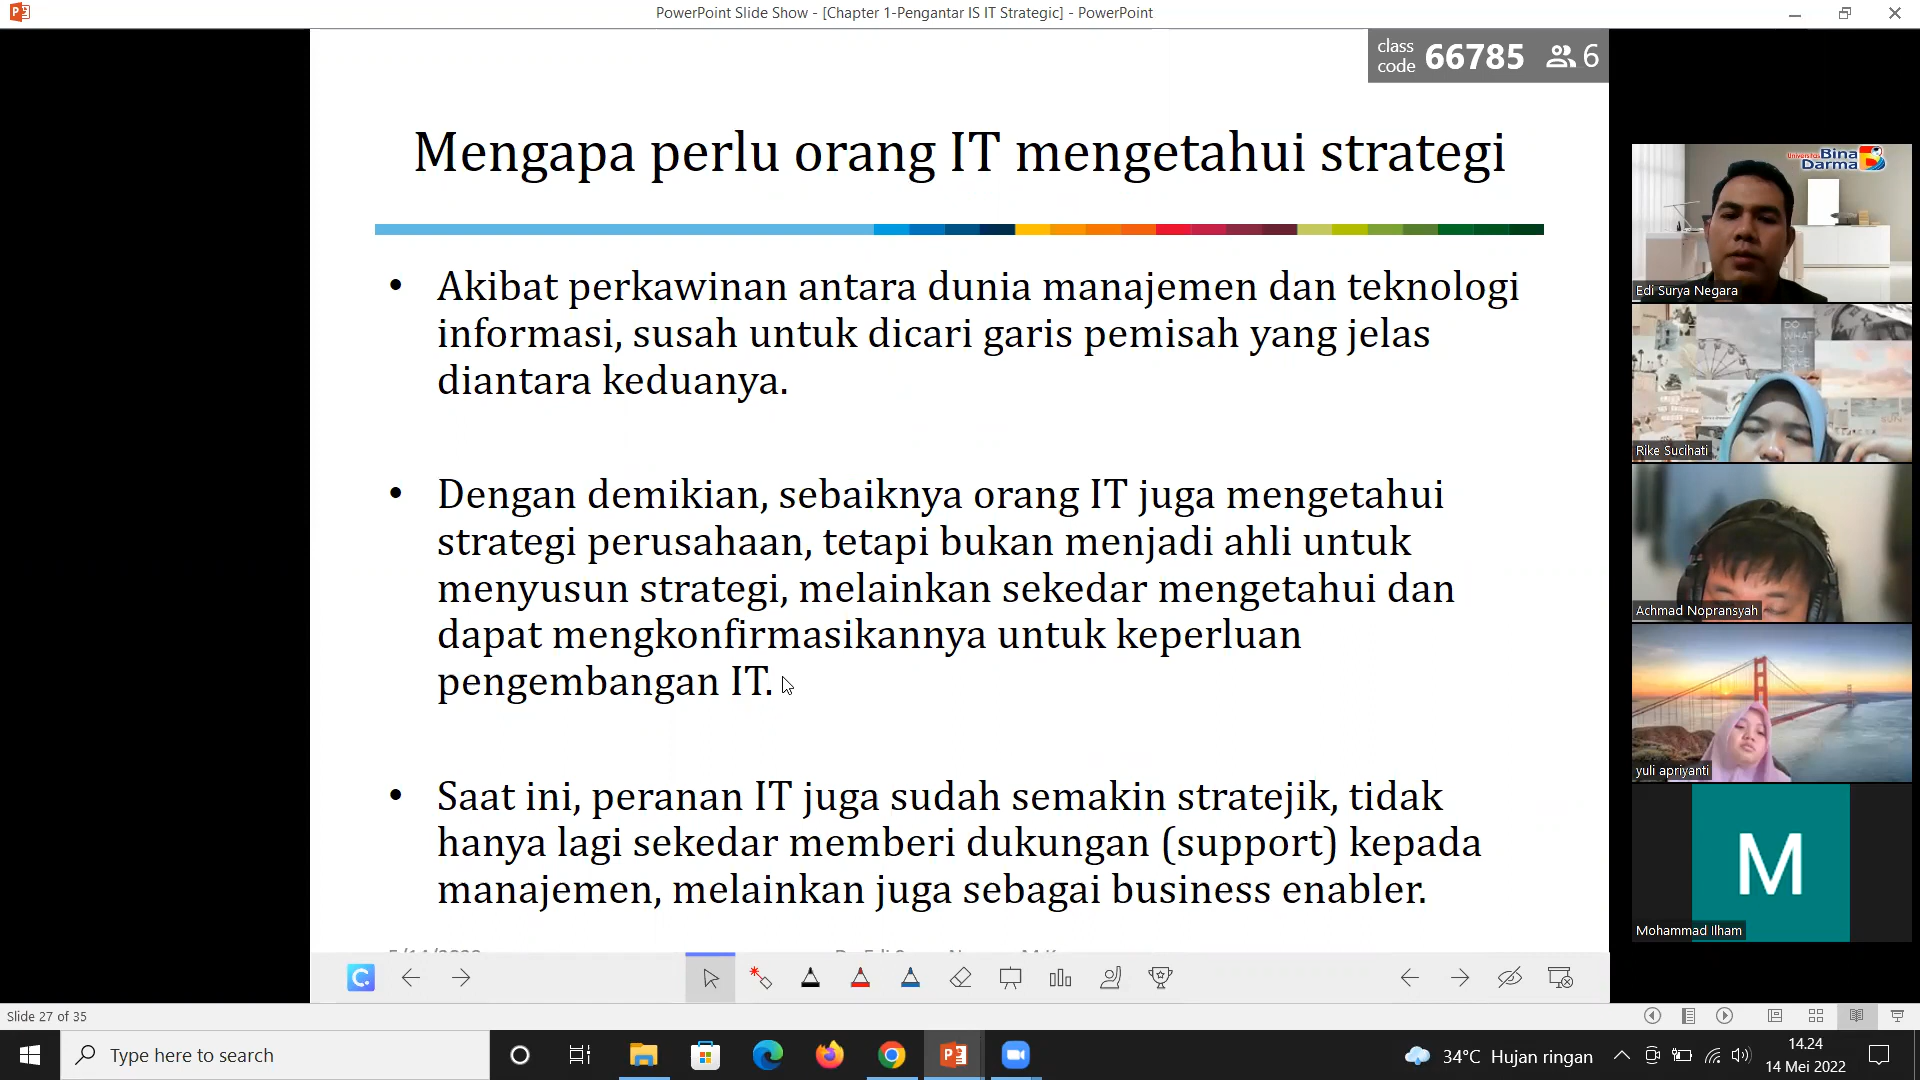 PowerPoint Slide Show - [Chapter 1-Pengantar IS IT Strategic] - PowerPoint
class code 66785 6
Mengapa perlu orang IT mengetahui strategi
• Akibat perkawinan antara dunia manajemen dan teknologi
informasi, susah untuk dicari garis pemisah yang jelas
diantara keduanya.
• Dengan demikian, sebaiknya orang IT juga mengetahui
strategi perusahaan, tetapi bukan menjadi ahli untuk
menyusun strategi, melainkan sekedar mengetahui dan
dapat mengkonfirmasikannya untuk keperluan
pengembangan IT.
• Saat ini, peranan IT juga sudah semakin stratejik, tidak
hanya lagi sekedar memberi dukungan (support) kepada
manajemen, melainkan juga sebagai business enabler.
Universitas Bina
Darma
Edi Surya Negara
DO
WHAT
YOU
Rike Sucihati
Achmad Nopransyah
yuli apriyanti
M
Mohammad Ilham
Slide 27 of 35
Type here to search
34°C Hujan ringan
14.24
14 Mei 2022